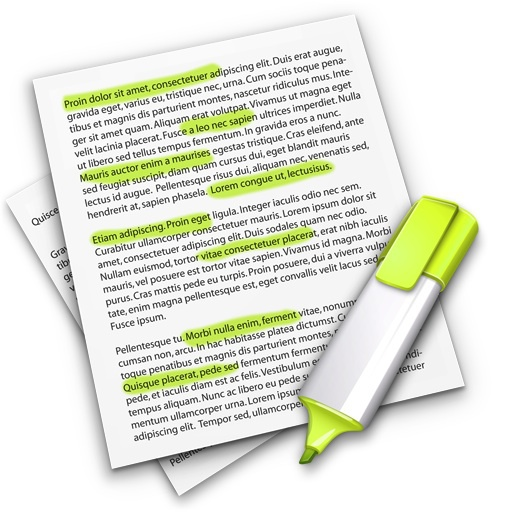 Proin dolor sit amet, consectetuer adipiscing elit. Duis erat augue,
gravida eget, varius eu, tristique nec, urna. Cum sociis toque pena-
tibus et magnis dis parturient montes, nascetur ridiculus mus. Inte-
ger sit amet quam. Aliquam erat volutpat. Vivamus ut magna eget
velit lacinia placerat. Fusce a leo nec sapien ultrices imperdiet. Nulla
ut libero sed tellus tempus fermentum. In gravida eros a nunc.
Mauris auctor enim a maurises egestas tristique. Cras eleifend, ante
sed feugiat suscipit, diam quam cursus dui, eget blandit mauris
lectus id augue. Pellentesque risus dui, aliquam nec, venenatis sed,
hendrerit at, sapien phasela. Lorem congue ut, lectusisus.
Etiam adipiscing. Proin eget ligula. Integer iaculis odio nec sem.
Curabitur ullamcorper consectetuer mauris. Lorem ipsum dolor sit
amet, consectetuer adipiscing elit. Duis sodales quam nec odio.
Nullam euismod, tortor vitae consectetuer placerat, erat nibh iaculis
mauris, vel posuere est tortor vitae sapien. Vivamus id magna. Morbi
purus. Cras mattis pede eu turpis. Proin posuere, dui a viverra vulpu-
tate, enim magna pellentesque est, eget convallis velit lacus sed
Fusce ipsum.
Pellentesque tu. Morbi nulla enim, ferment vitae, nonum
cumsan non, arcu. In hac habitasse platea dictumst. Cu
toque penatibus et magnis dis parturient montes,
Quisque placerat, pede sed fermentum ferment
pede, et iaculis diam est ac felis. Vestibulum e
tempus aliquam. Nunc ac libero eu pede
mentum ullamcorper urna. Lorem ipsum
adipiscing elit. Tempor sed, ullamcorper
Quisce
Pellentes